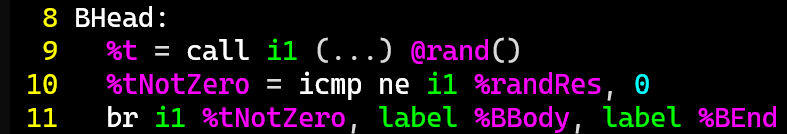 8 BHead:
9 %t = call i1 (...) @rand()
10 %tNotZero = icmp ne i1 %randRes, 0
11 br i1 %tNotZero, label %BBody, label %BEnd